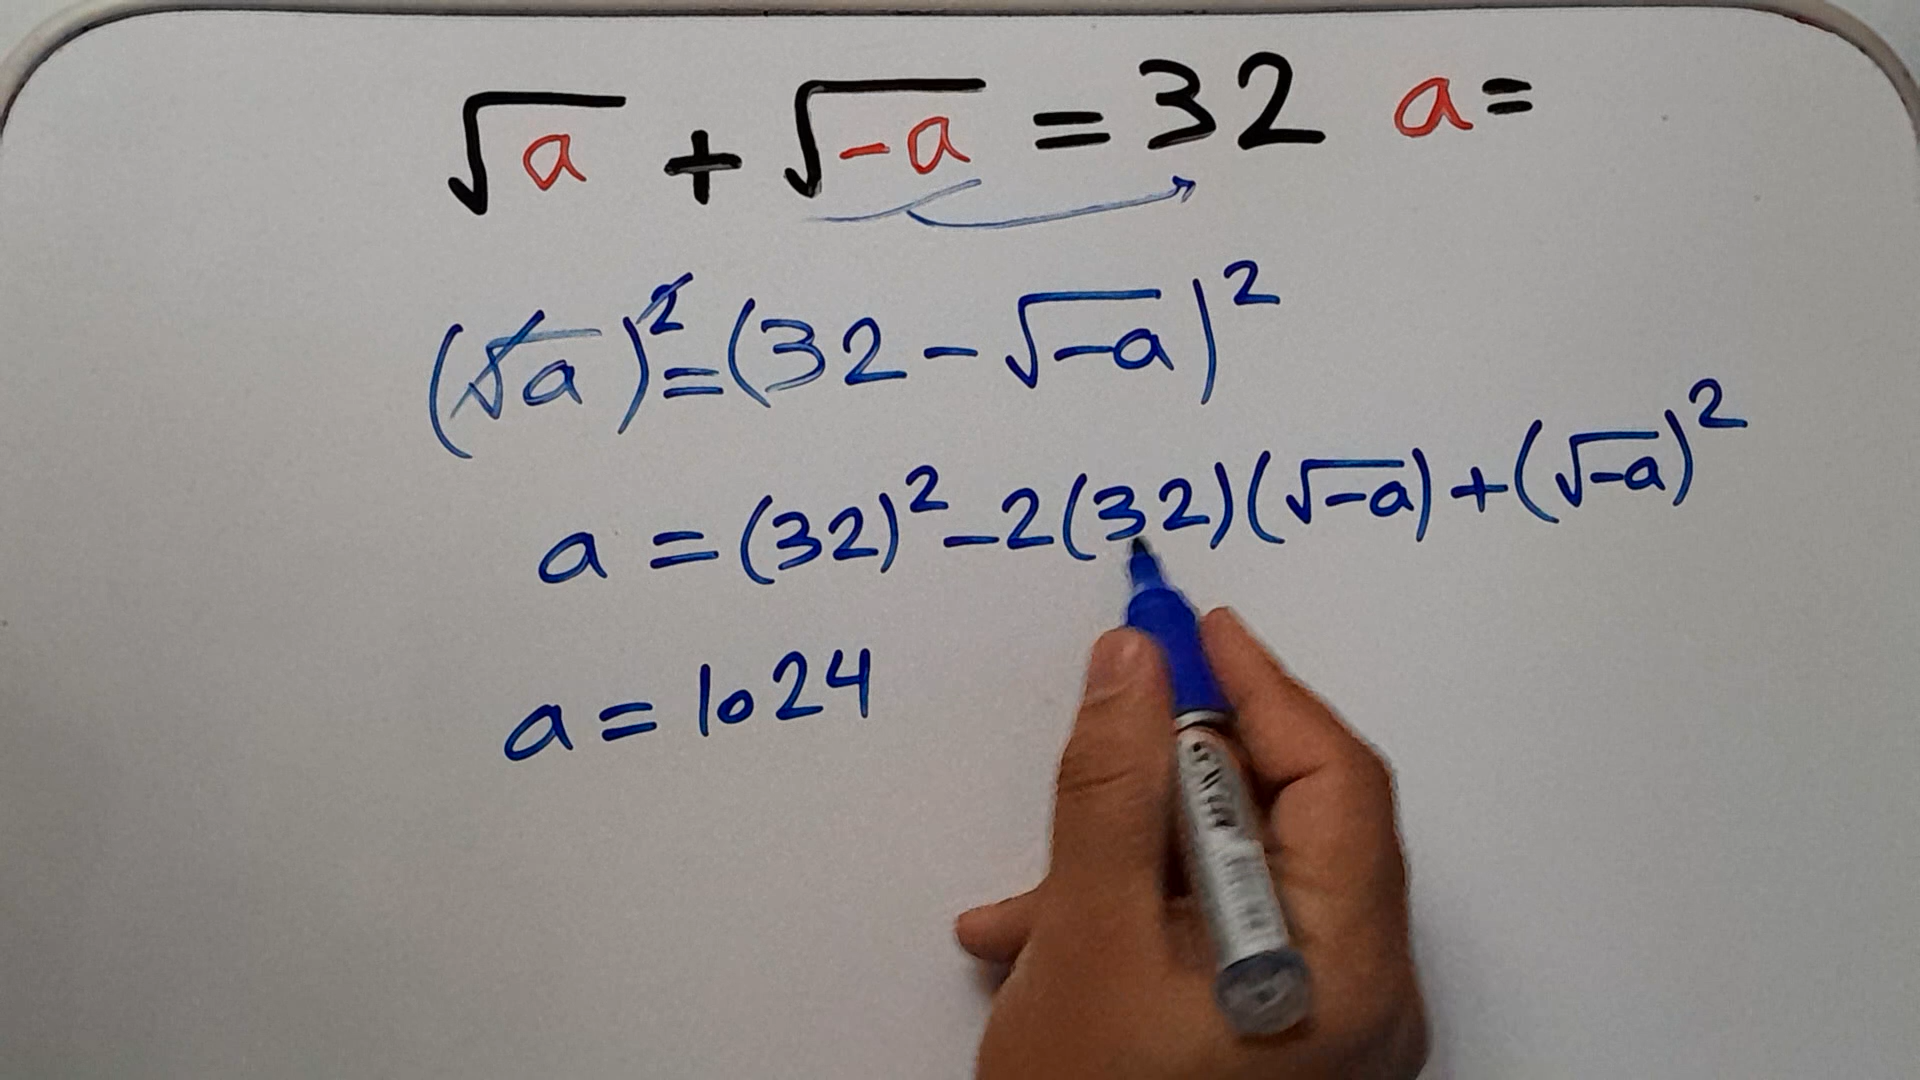 √a + √-a = 32 a=
(√a)² = (32 - √-a)²
a = (32)² - 2(32)(√-a) + (√-a)²
a = 1024